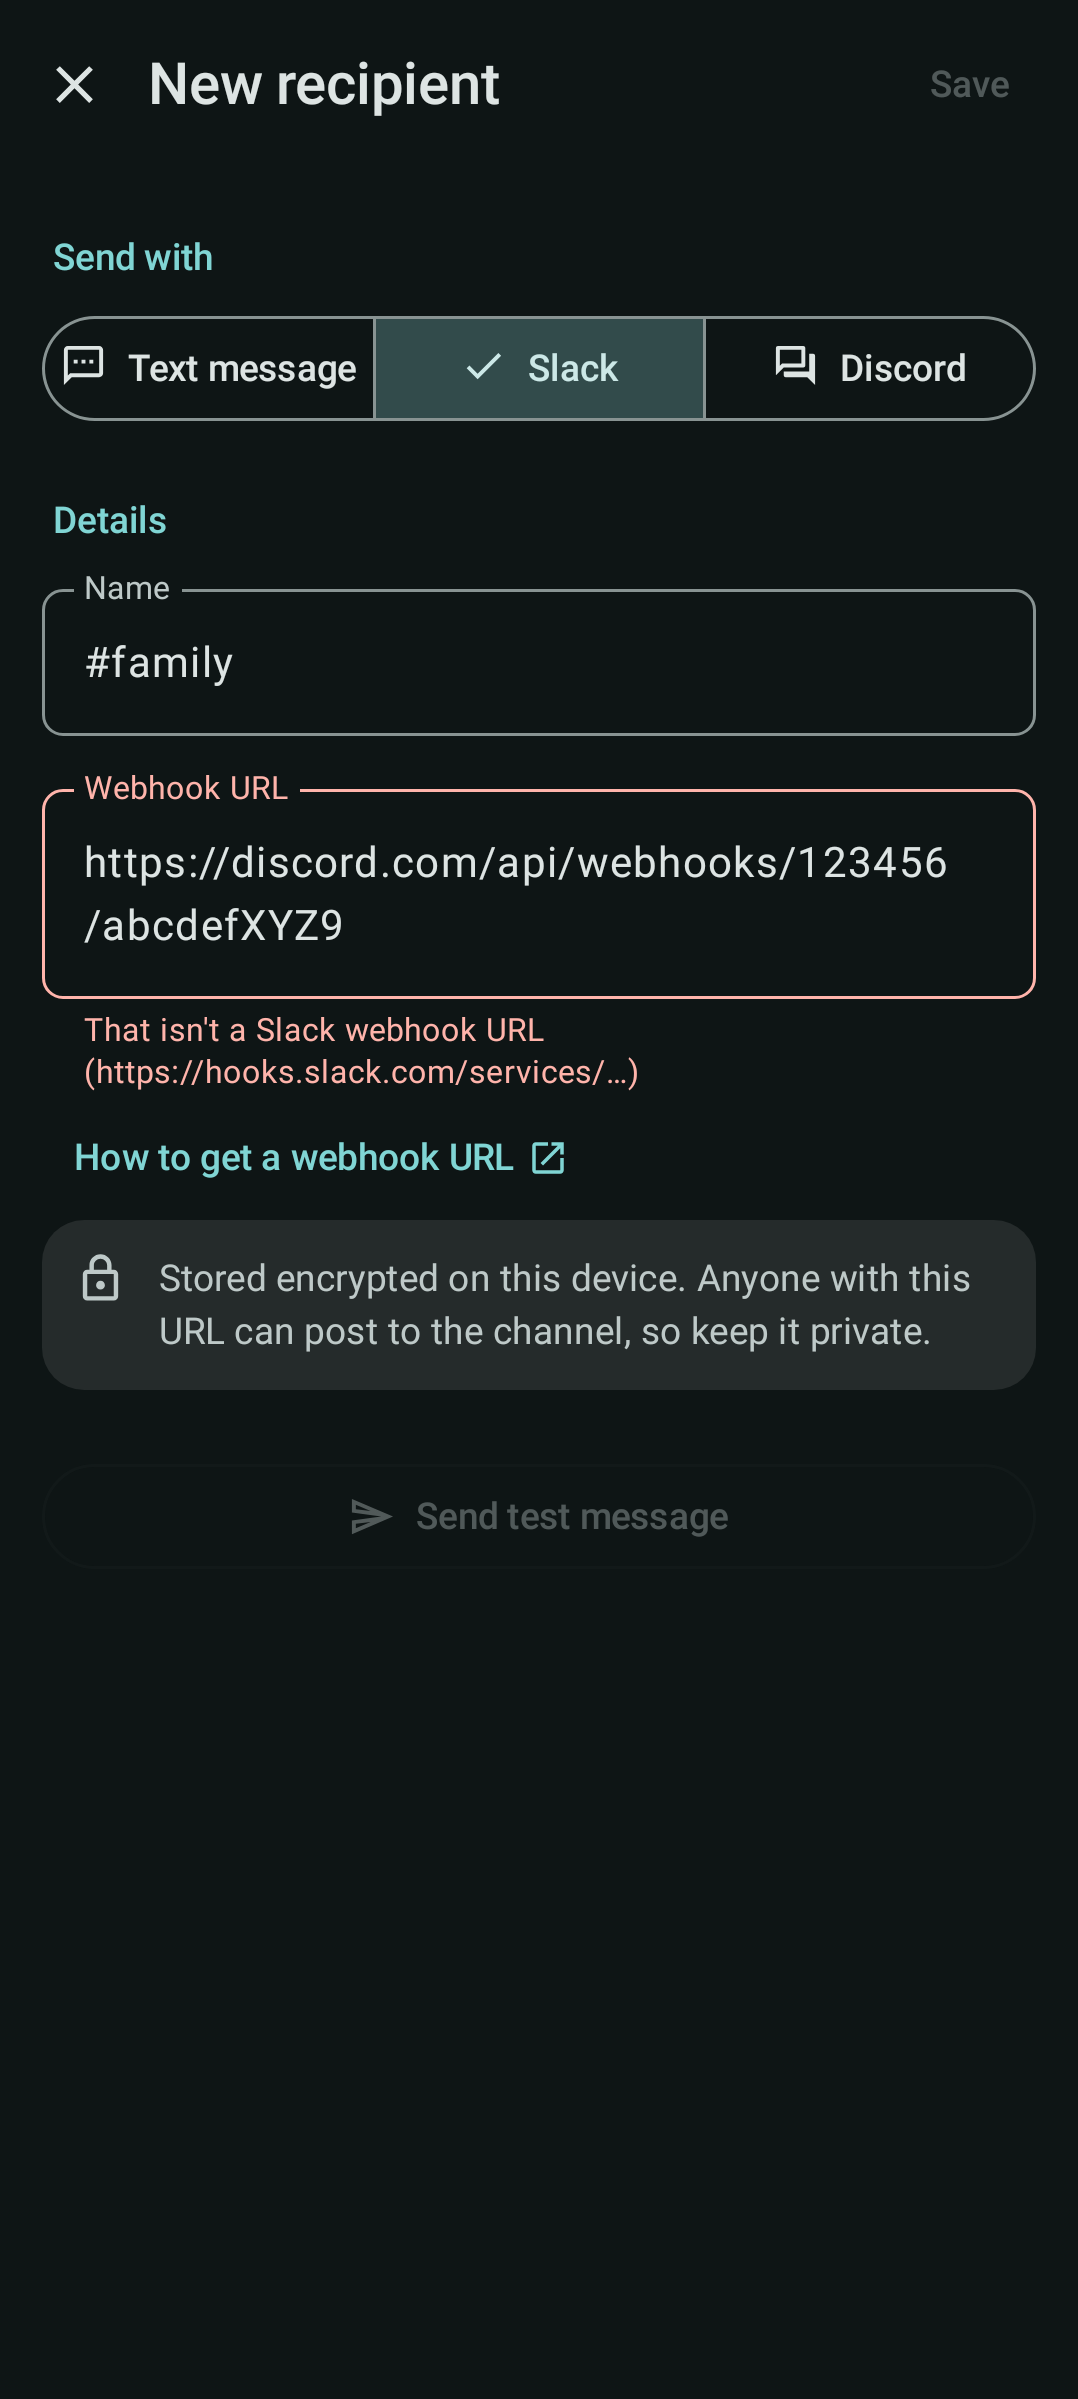 New recipient
Save
Send with
Text message
Slack
Discord
Details
Name
#family
Webhook URL
https://discord.com/api/webhooks/123456
/abcdefXYZ9
That isn't a Slack webhook URL
(https://hooks.slack.com/services/…)
How to get a webhook URL
Stored encrypted on this device. Anyone with this
URL can post to the channel, so keep it private.
Send test message